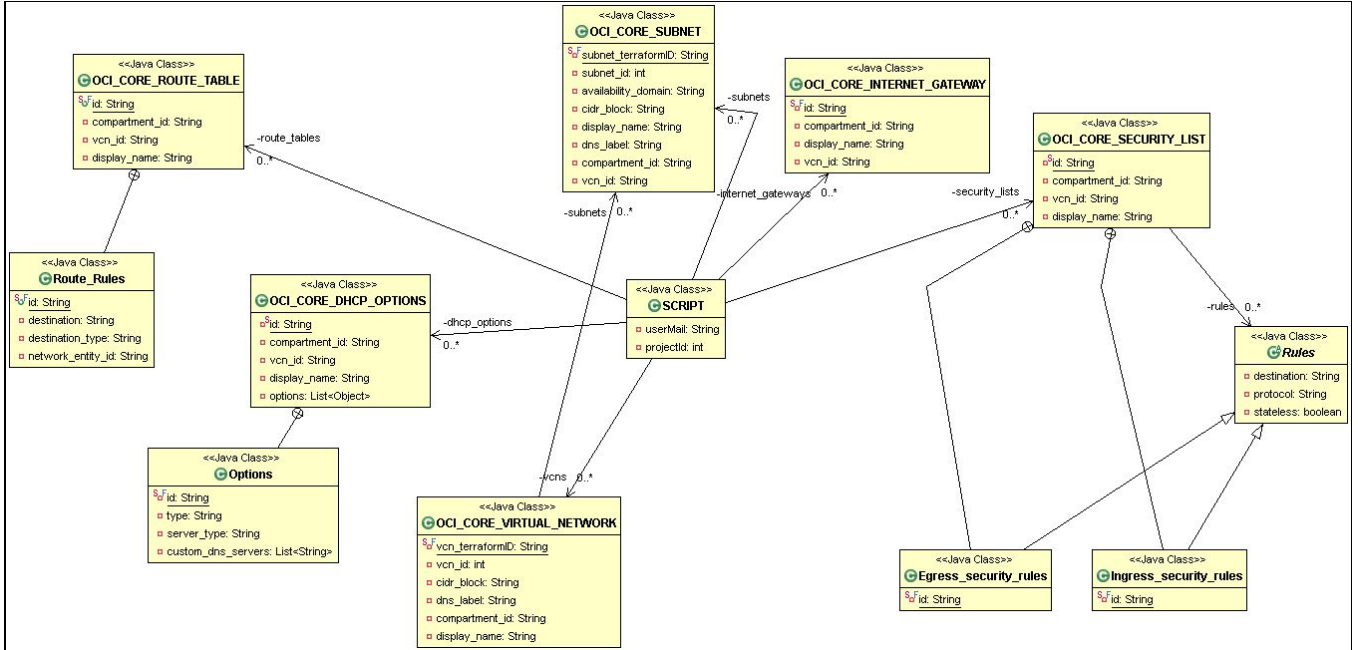 <<Java Class>>
OCI_CORE_ROUTE_TABLE
id: String
compartment_id: String
vcn_id: String
display_name: String
<<Java Class>>
OCI_CORE_SUBNET
subnet_terraformID: String
subnet_id: int
availability_domain: String
cidr_block: String
display_name: String
dns_label: String
compartment_id: String
vcn_id: String
<<Java Class>>
OCI_CORE_INTERNET_GATEWAY
id: String
compartment_id: String
display_name: String
vcn_id: String
<<Java Class>>
OCI_CORE_SECURITY_LIST
id: String
compartment_id: String
vcn_id: String
display_name: String
-route_tables
0..*
-subnets
0..*
-internet_gateways
0..*
-security_lists
0..*
-subnets
0..*
<<Java Class>>
Route_Rules
id: String
destination: String
destination_type: String
network_entity_id: String
<<Java Class>>
OCI_CORE_DHCP_OPTIONS
id: String
compartment_id: String
vcn_id: String
display_name: String
options: List<Object>
-dhcp_options
0..*
<<Java Class>>
SCRIPT
userMail: String
projectId: int
-rules
0..*
<<Java Class>>
Rules
destination: String
protocol: String
stateless: boolean
<<Java Class>>
Options
id: String
type: String
server_type: String
custom_dns_servers: List<String>
-vcns
0..*
<<Java Class>>
OCI_CORE_VIRTUAL_NETWORK
vcn_terraformID: String
vcn_id: int
cidr_block: String
dns_label: String
compartment_id: String
display_name: String
<<Java Class>>
Egress_security_rules
id: String
<<Java Class>>
Ingress_security_rules
id: String